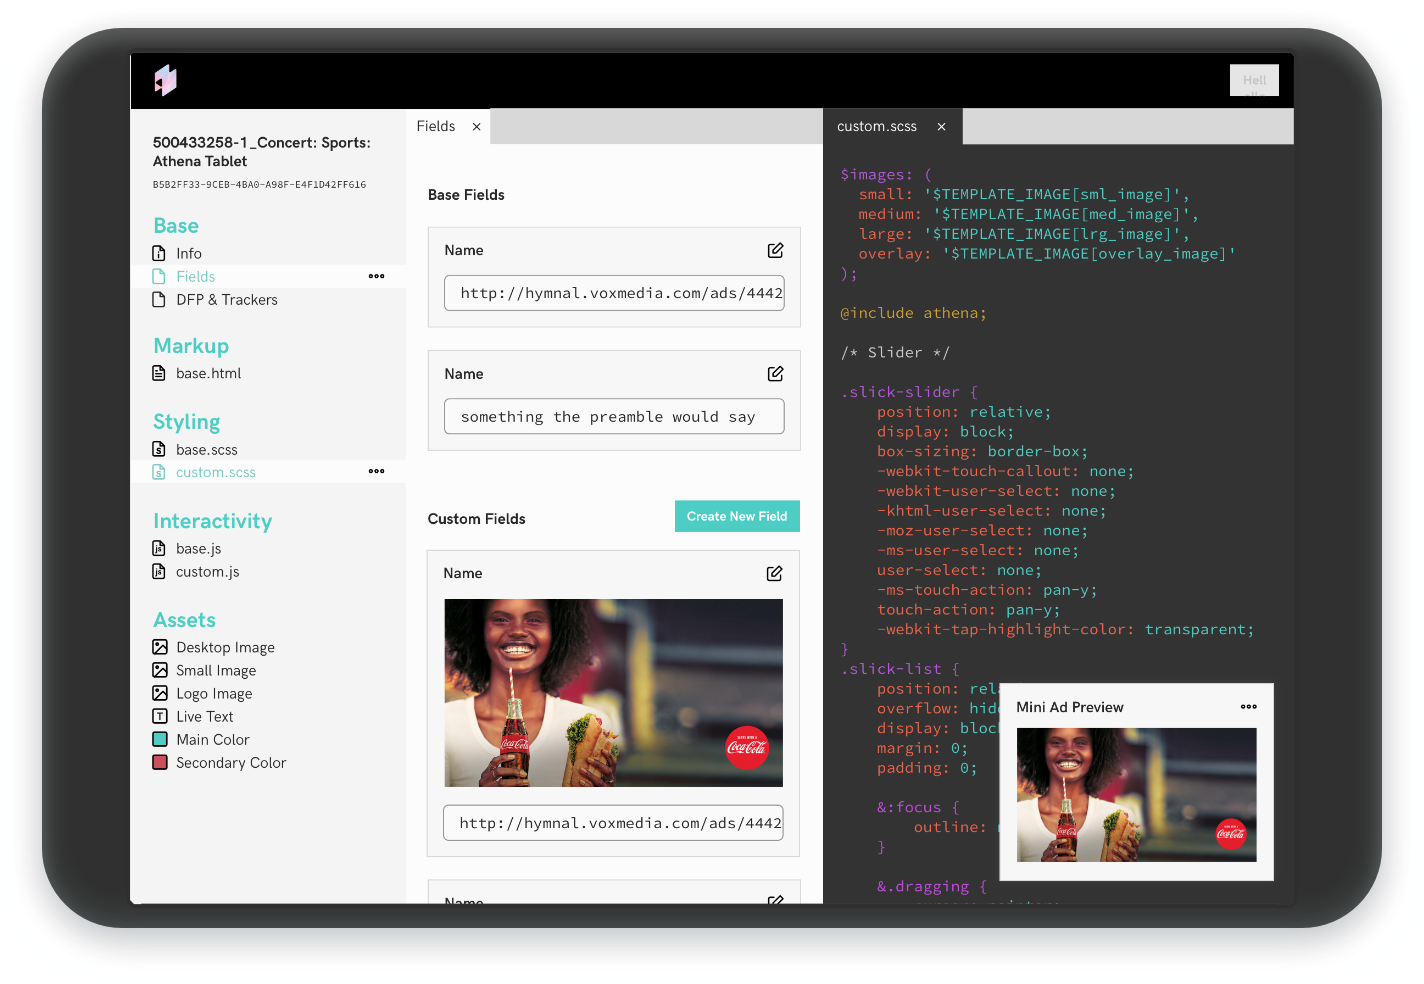 Hell
500433258-1_Concert: Sports:
Athena Tablet
B5B2FF33-9CEB-4BA0-A98F-E4F1D42FF616
Base
Info
Fields
DFP & Trackers
Markup
base.html
Styling
base.scss
custom.scss
Interactivity
base.js
custom.js
Assets
Desktop Image
Small Image
Logo Image
Live Text
Main Color
Secondary Color
Fields ×
Base Fields
Name
http://hymnal.voxmedia.com/ads/4442
Name
something the preamble would say
Custom Fields
Create New Field
Name
Coca-Cola
Coca-Cola
http://hymnal.voxmedia.com/ads/4442
Name
custom.scss ×
$images: (
small: '$TEMPLATE_IMAGE[sml_image]',
medium: '$TEMPLATE_IMAGE[med_image]',
large: '$TEMPLATE_IMAGE[lrg_image]',
overlay: '$TEMPLATE_IMAGE[overlay_image]'
);
@include athena;
/* Slider */
.slick-slider {
position: relative;
display: block;
box-sizing: border-box;
-webkit-touch-callout: none;
-webkit-user-select: none;
-khtml-user-select: none;
-moz-user-select: none;
-ms-user-select: none;
user-select: none;
-ms-touch-action: pan-y;
touch-action: pan-y;
-webkit-tap-highlight-color: transparent;
}
.slick-list {
position: rel
overflow: hid
display: bloc
margin: 0;
padding: 0;
&:focus {
outline:
}
&.dragging {
Mini Ad Preview
Coca-Cola
Coca-Cola